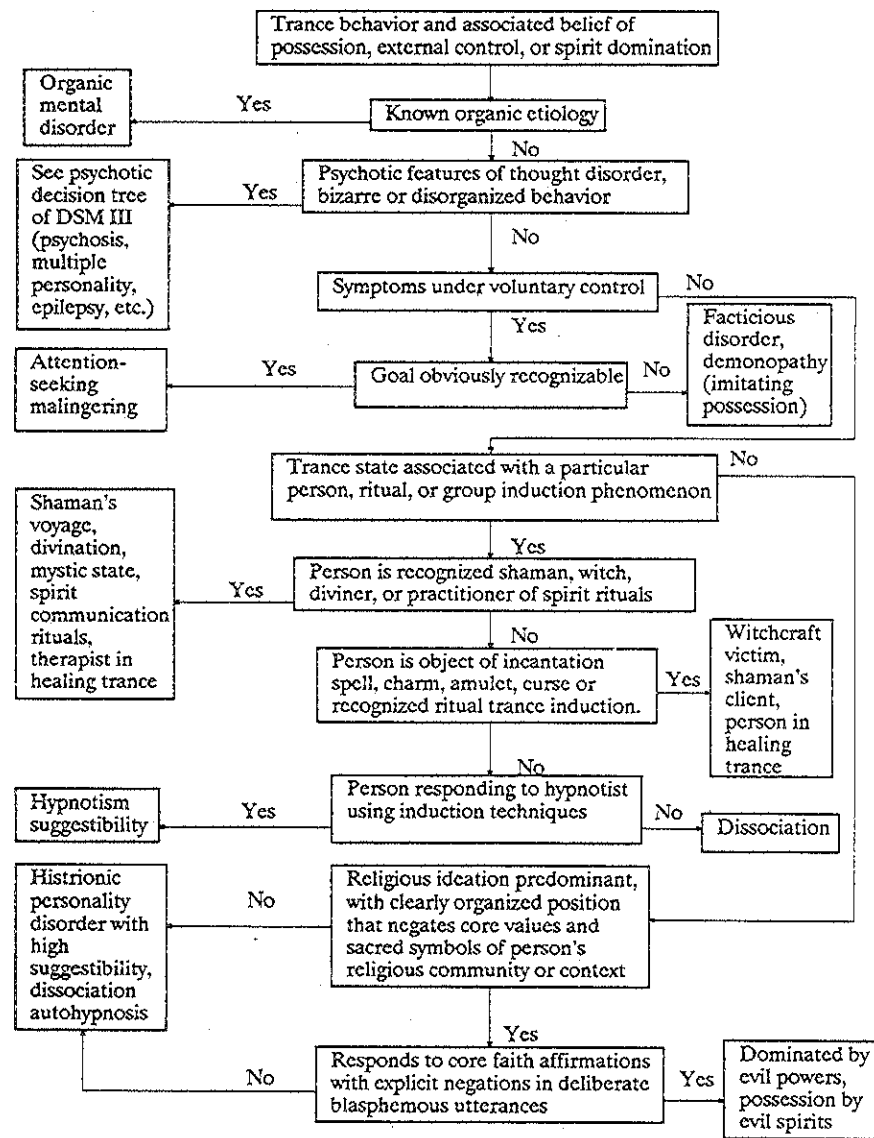 Trance behavior and associated belief of
possession, external control, or spirit domination
Organic
mental
disorder
Yes
Known organic etiology
No
See psychotic
decision tree
of DSM III
(psychosis,
multiple
personality,
epilepsy, etc.)
Yes
Psychotic features of thought disorder,
bizarre or disorganized behavior
No
Symptoms under voluntary control
No
Yes
Attention-
seeking
malingering
Yes
Goal obviously recognizable
No
Facticious
disorder,
demonopathy
(imitating
possession)
Trance state associated with a particular
person, ritual, or group induction phenomenon
No
Yes
Shaman's
voyage,
divination,
mystic state,
spirit
communication
rituals,
therapist in
healing trance
Yes
Person is recognized shaman, witch,
diviner, or practitioner of spirit rituals
No
Person is object of incantation
spell, charm, amulet, curse or
recognized ritual trance induction.
Yes
Witchcraft
victim,
shaman's
client,
person in
healing
trance
No
Hypnotism
suggestibility
Yes
Person responding to hypnotist
using induction techniques
No
Dissociation
Histrionic
personality
disorder with
high
suggestibility,
dissociation
autohypnosis
No
Religious ideation predominant,
with clearly organized position
that negates core values and
sacred symbols of person's
religious community or context
Yes
No
Responds to core faith affirmations
with explicit negations in deliberate
blasphemous utterances
Yes
Dominated by
evil powers,
possession by
evil spirits